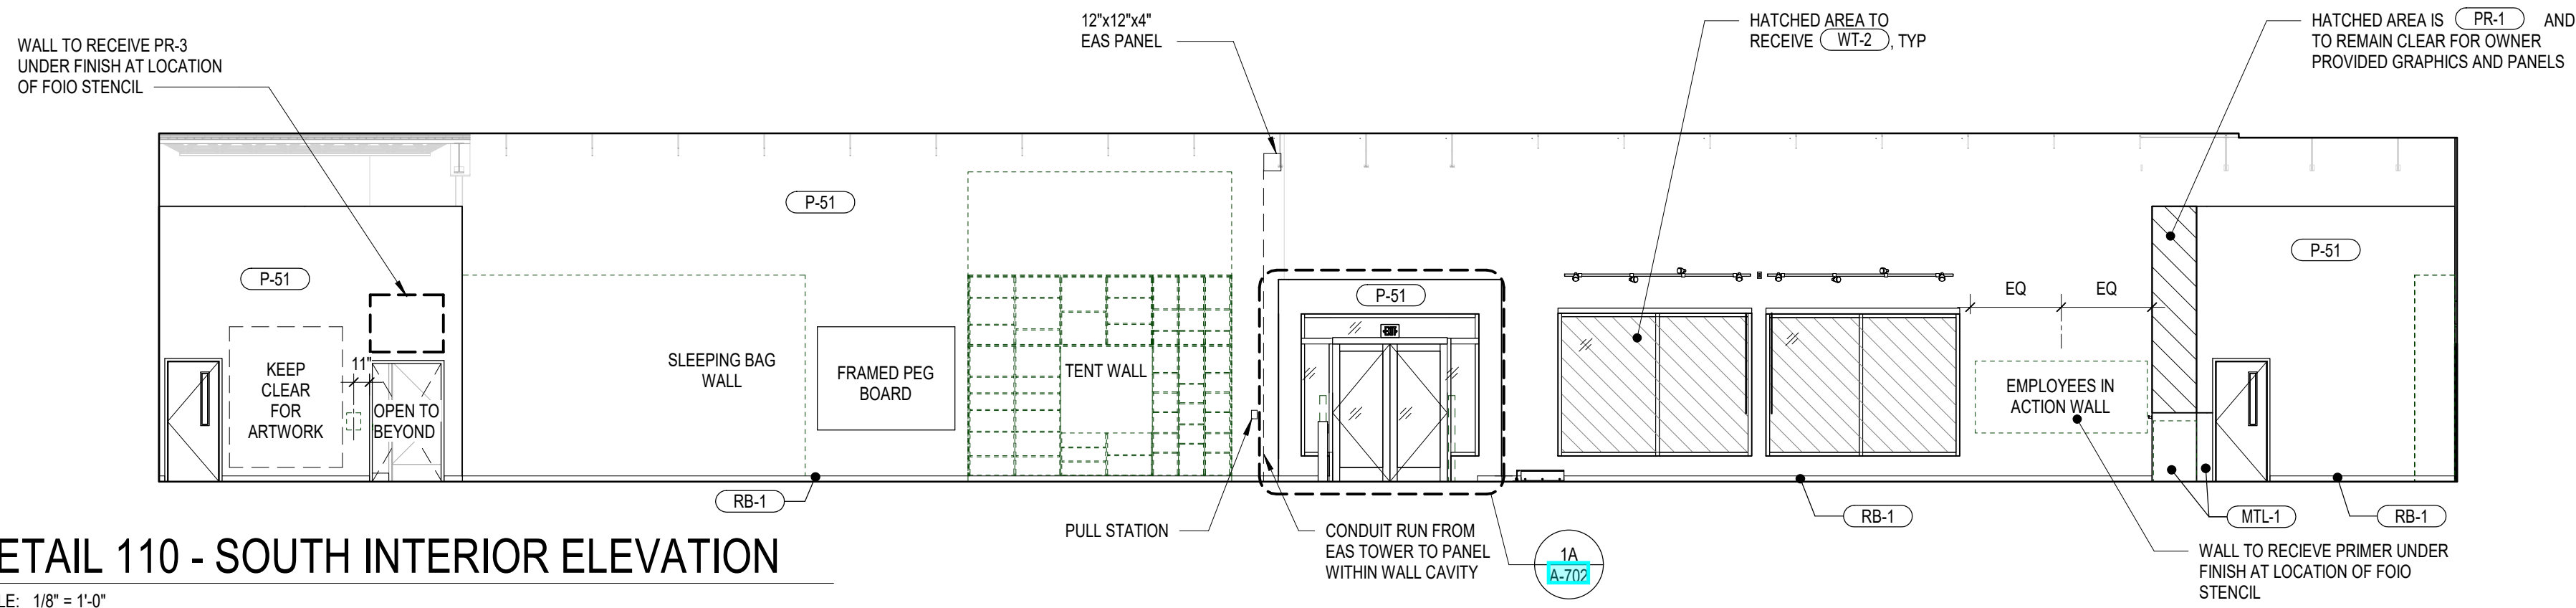 WALL TO RECEIVE PR-3
UNDER FINISH AT LOCATION
OF FOIO STENCIL
12"x12"x4"
EAS PANEL
HATCHED AREA TO
RECEIVE WT-2, TYP
HATCHED AREA IS PR-1 AND
TO REMAIN CLEAR FOR OWNER
PROVIDED GRAPHICS AND PANELS
P-51
P-51
P-51
P-51
EQ
EQ
KEEP
CLEAR
FOR
ARTWORK
11"
OPEN TO
BEYOND
SLEEPING BAG
WALL
FRAMED PEG
BOARD
TENT WALL
EXIT
EMPLOYEES IN
ACTION WALL
RB-1
PULL STATION
CONDUIT RUN FROM
EAS TOWER TO PANEL
WITHIN WALL CAVITY
1A
A-702
RB-1
MTL-1
RB-1
WALL TO RECIEVE PRIMER UNDER
FINISH AT LOCATION OF FOIO
STENCIL
ETAIL 110 - SOUTH INTERIOR ELEVATION
LE: 1/8" = 1'-0"